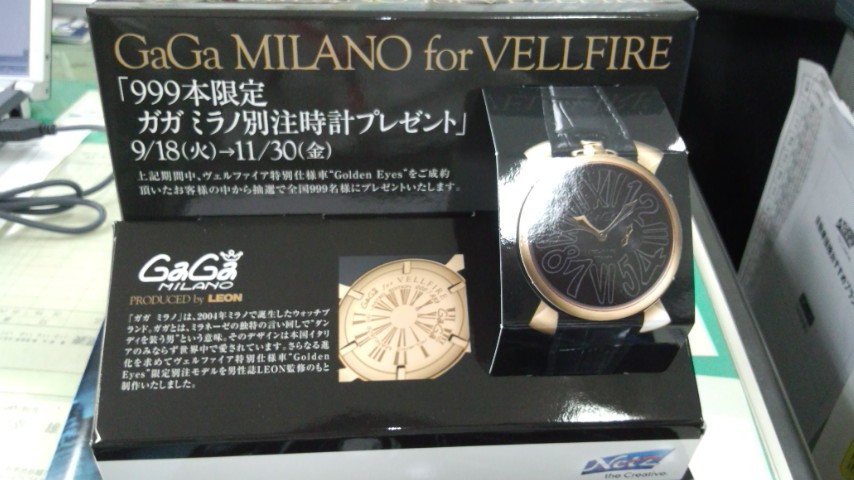 GaGa MILANO for VELLFIRE
「999本限定
ガガ ミラノ別注時計プレゼント」
9/18(火)→11/30(金)
上記期間中、ヴェルファイア特別仕様車"Golden Eyes"をご成約
頂いたお客様の中から抽選で全国999名様にプレゼントいたします。
GaGa
MILANO
PRODUCED by LEON
「ガガ ミラノ」は、2004年ミラノで誕生したウォッチブ
ランド。ガガとは、ミラネーゼの独特の言い回しで"ダン
ディを装う男"という意味。そのデザインは本国イタリ
アのみならず世界中で愛されています。さらなる進
化を求めてヴェルファイア特別仕様車"Golden
Eyes"限定別注モデルを男性誌LEON監修のもと
制作いたしました。
GAGA for VELLFIRE
GaGa
MILANO
Netz
the Creative.